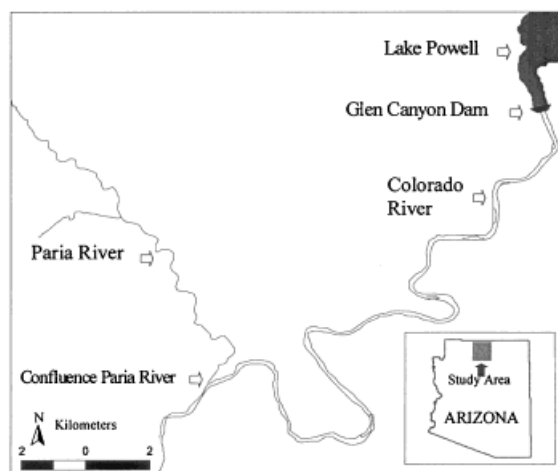 Lake Powell
Glen Canyon Dam
Colorado
River
Paria River
Confluence Paria River
N
Kilometers
2 0 2
Study Area
ARIZONA